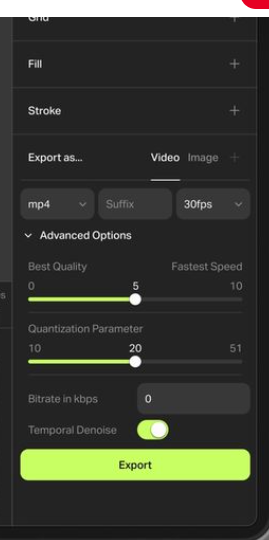 Grid
Fill
Stroke
Export as... Video Image
mp4 Suffix 30fps
Advanced Options
Best Quality Fastest Speed
0 5 10
Quantization Parameter
10 20 51
Bitrate in kbps 0
Temporal Denoise
Export